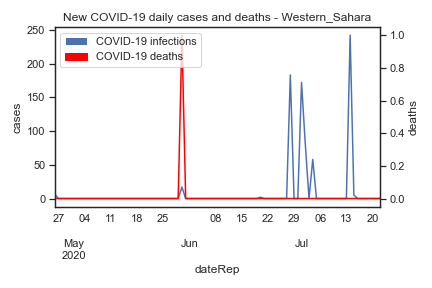 New COVID-19 daily cases and deaths - Western_Sahara
COVID-19 infections
COVID-19 deaths
cases
250
200
150
100
50
0
deaths
1.0
0.8
0.6
0.4
0.2
0.0
27 04 11 18 25 08 15 22 29 06 13 20
May Jun Jul
2020
dateRep